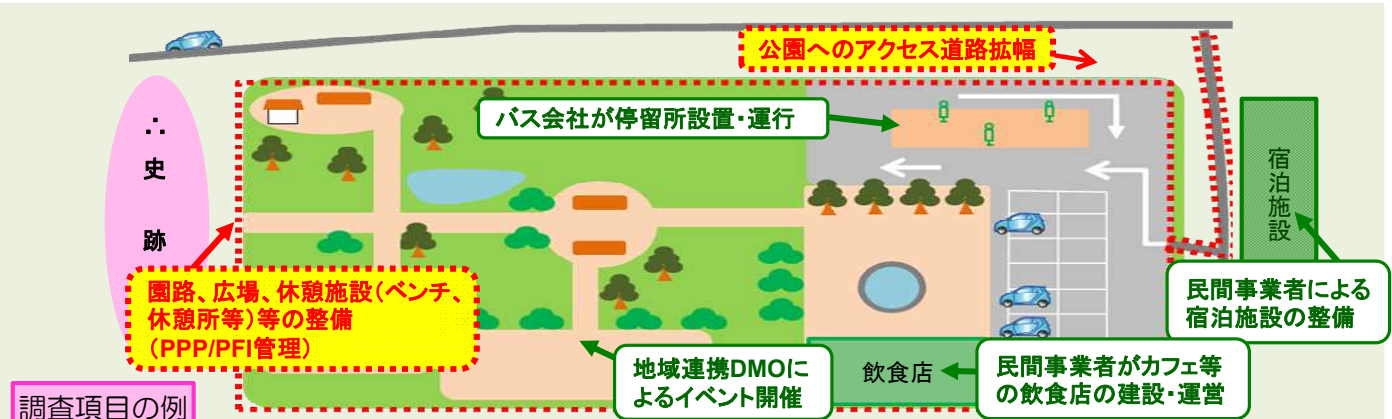 公園へのアクセス道路拡幅
バス会社が停留所設置・運行
∴
史
跡
宿泊施設
園路、広場、休憩施設(ベンチ、
休憩所等)等の整備
(PPP/PFI管理)
民間事業者による
宿泊施設の整備
地域連携DMOに
よるイベント開催
飲食店
民間事業者がカフェ等
の飲食店の建設・運営
調査項目の例